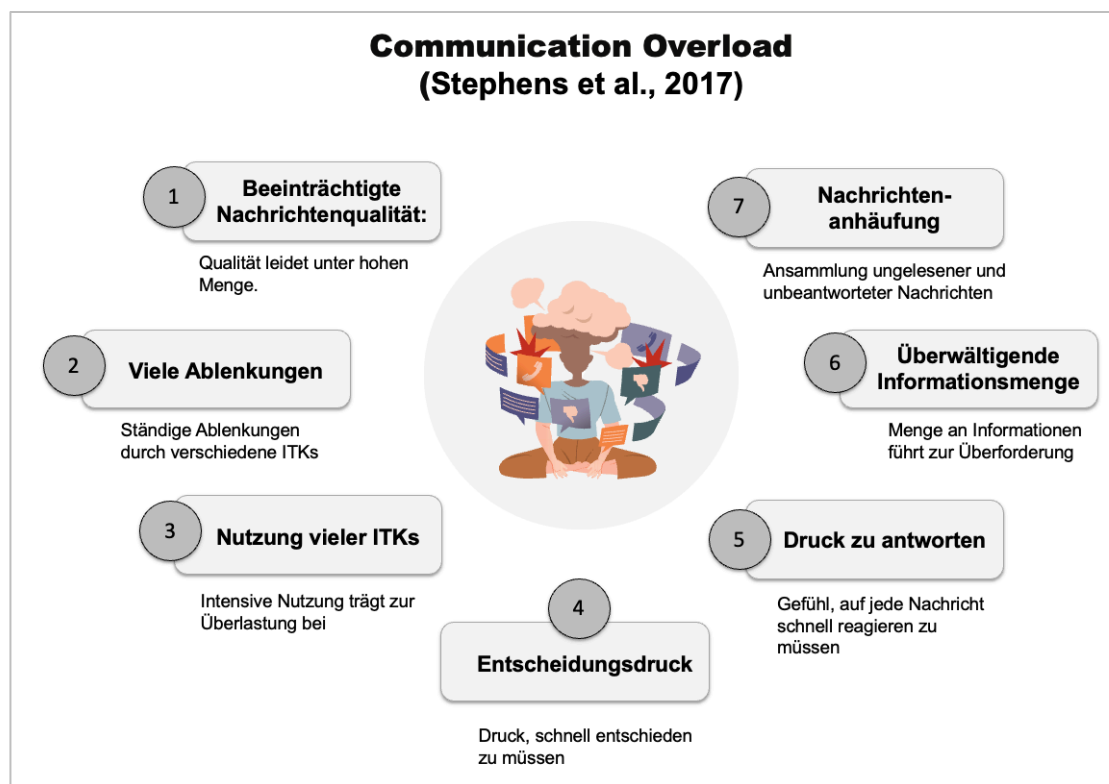 Communication Overload
(Stephens et al., 2017)
1
Beeinträchtigte
Nachrichtenqualität:
Qualität leidet unter hohen
Menge.
2
Viele Ablenkungen
Ständige Ablenkungen
durch verschiedene ITKs
3
Nutzung vieler ITKs
Intensive Nutzung trägt zur
Überlastung bei
4
Entscheidungsdruck
Druck, schnell entschieden
zu müssen
5
Druck zu antworten
Gefühl, auf jede Nachricht
schnell reagieren zu
müssen
6
Überwältigende
Informationsmenge
Menge an Informationen
führt zur Überforderung
7
Nachrichten-
anhäufung
Ansammlung ungelesener und
unbeantworteter Nachrichten